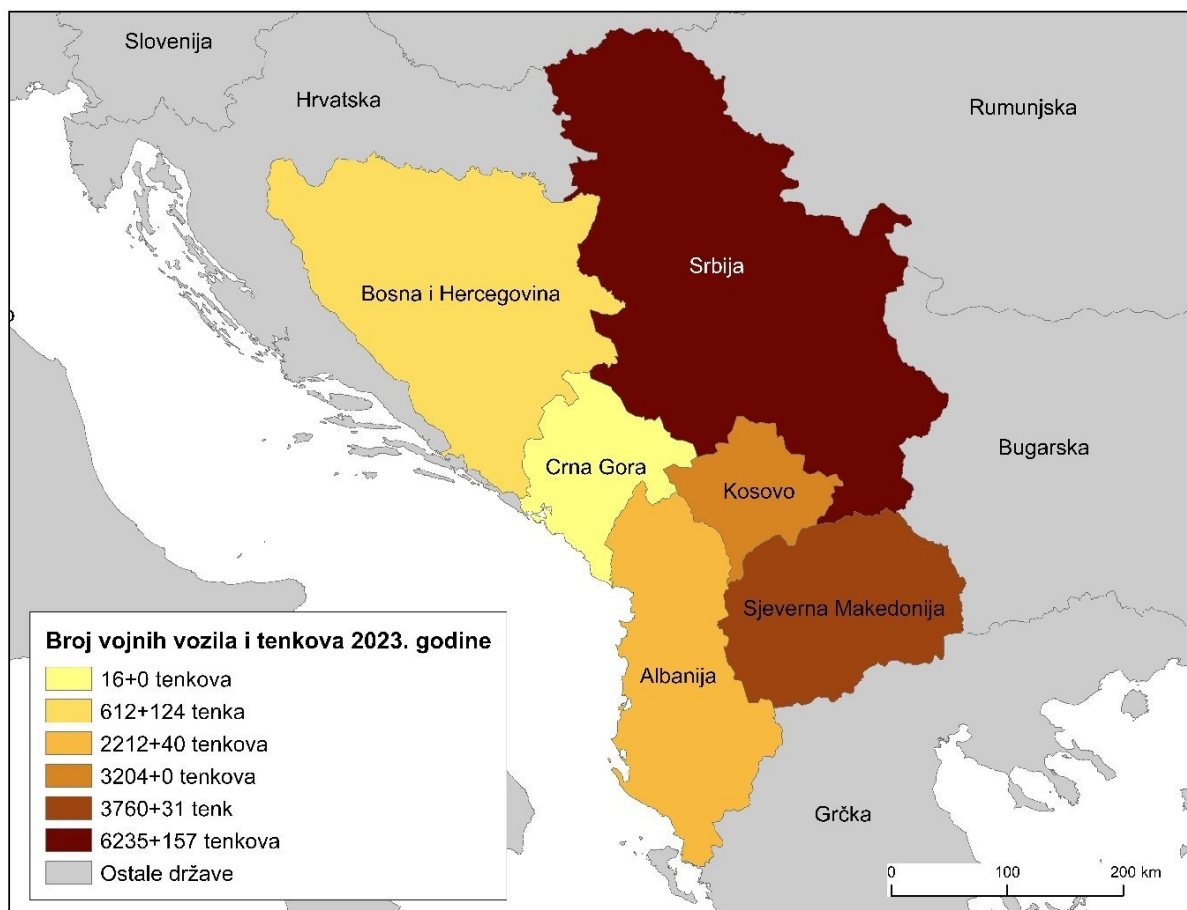 Slovenija
Hrvatska
Rumunjska
Srbija
Bosna i Hercegovina
Crna Gora
Kosovo
Bugarska
Sjeverna Makedonija
Albanija
Grčka
Broj vojnih vozila i tenkova 2023. godine
16+0 tenkova
612+124 tenka
2212+40 tenkova
3204+0 tenkova
3760+31 tenk
6235+157 tenkova
Ostale države
0 100 200 km